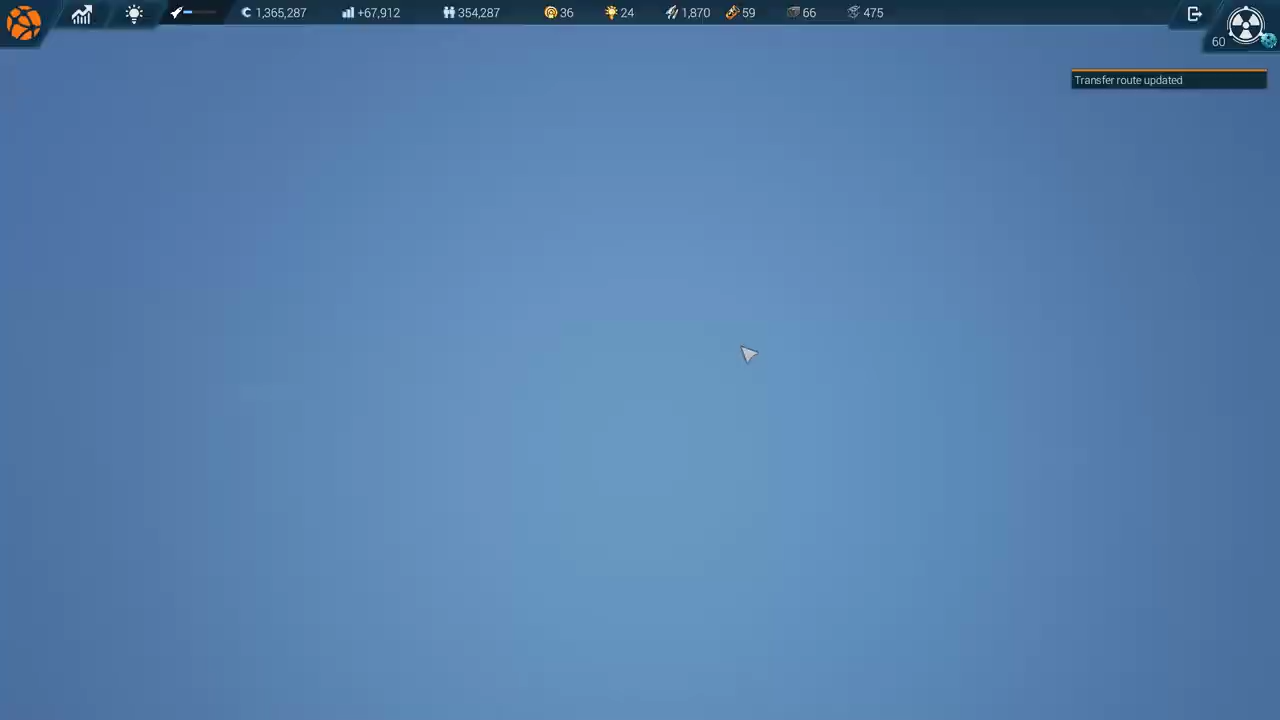 1,365,287 +67,912 354,287 36 24 1,870 59 66 475
60
Transfer route updated